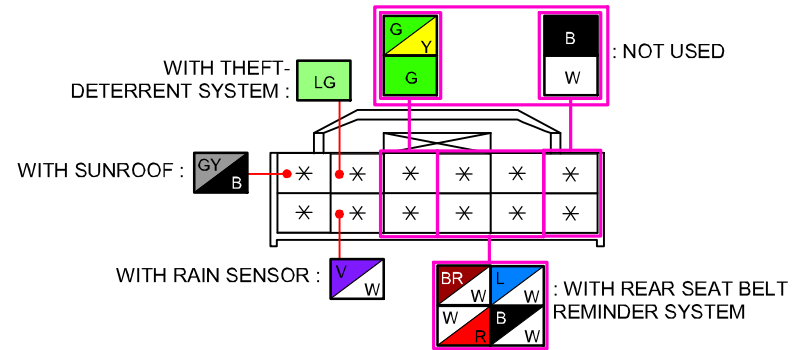 G
Y
G
B
W
: NOT USED
WITH THEFT-
DETERRENT SYSTEM :
LG
WITH SUNROOF :
GY
B
* * * * * *
* * * * * *
WITH RAIN SENSOR :
V
W
BR
W
L
W
W
R
B
W
: WITH REAR SEAT BELT
REMINDER SYSTEM